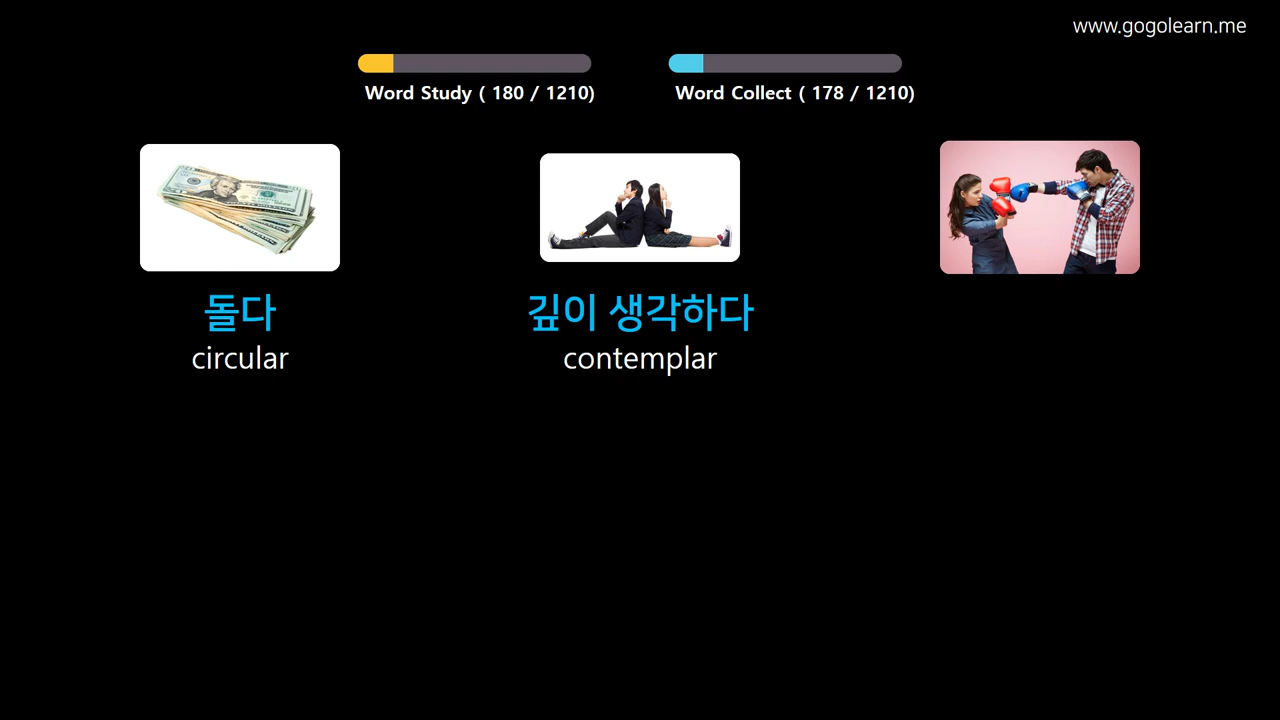 www.gogolearn.me
Word Study ( 180 / 1210)
Word Collect ( 178 / 1210)
돌다
circular
깊이 생각하다
contemplar